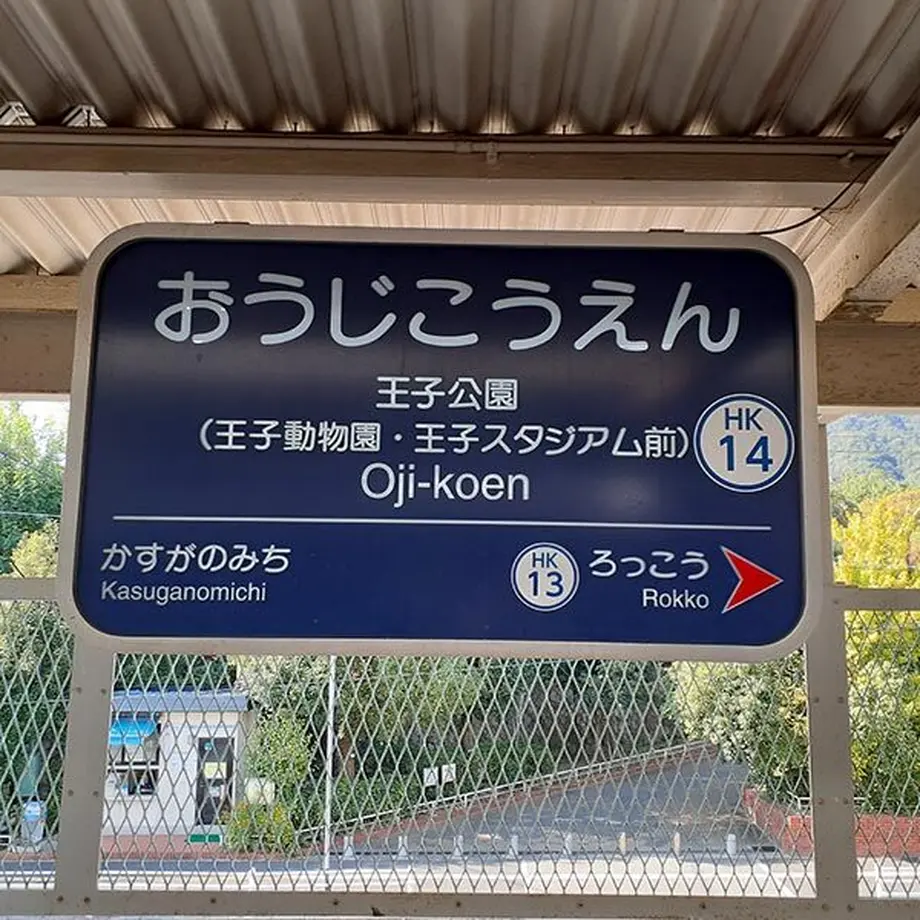 おうじこうえん
王子公園
(王子動物園・王子スタジアム前)
Oji-koen
HK
14
かすがのみち
Kasuganomichi
HK
13
ろっこう
Rokko